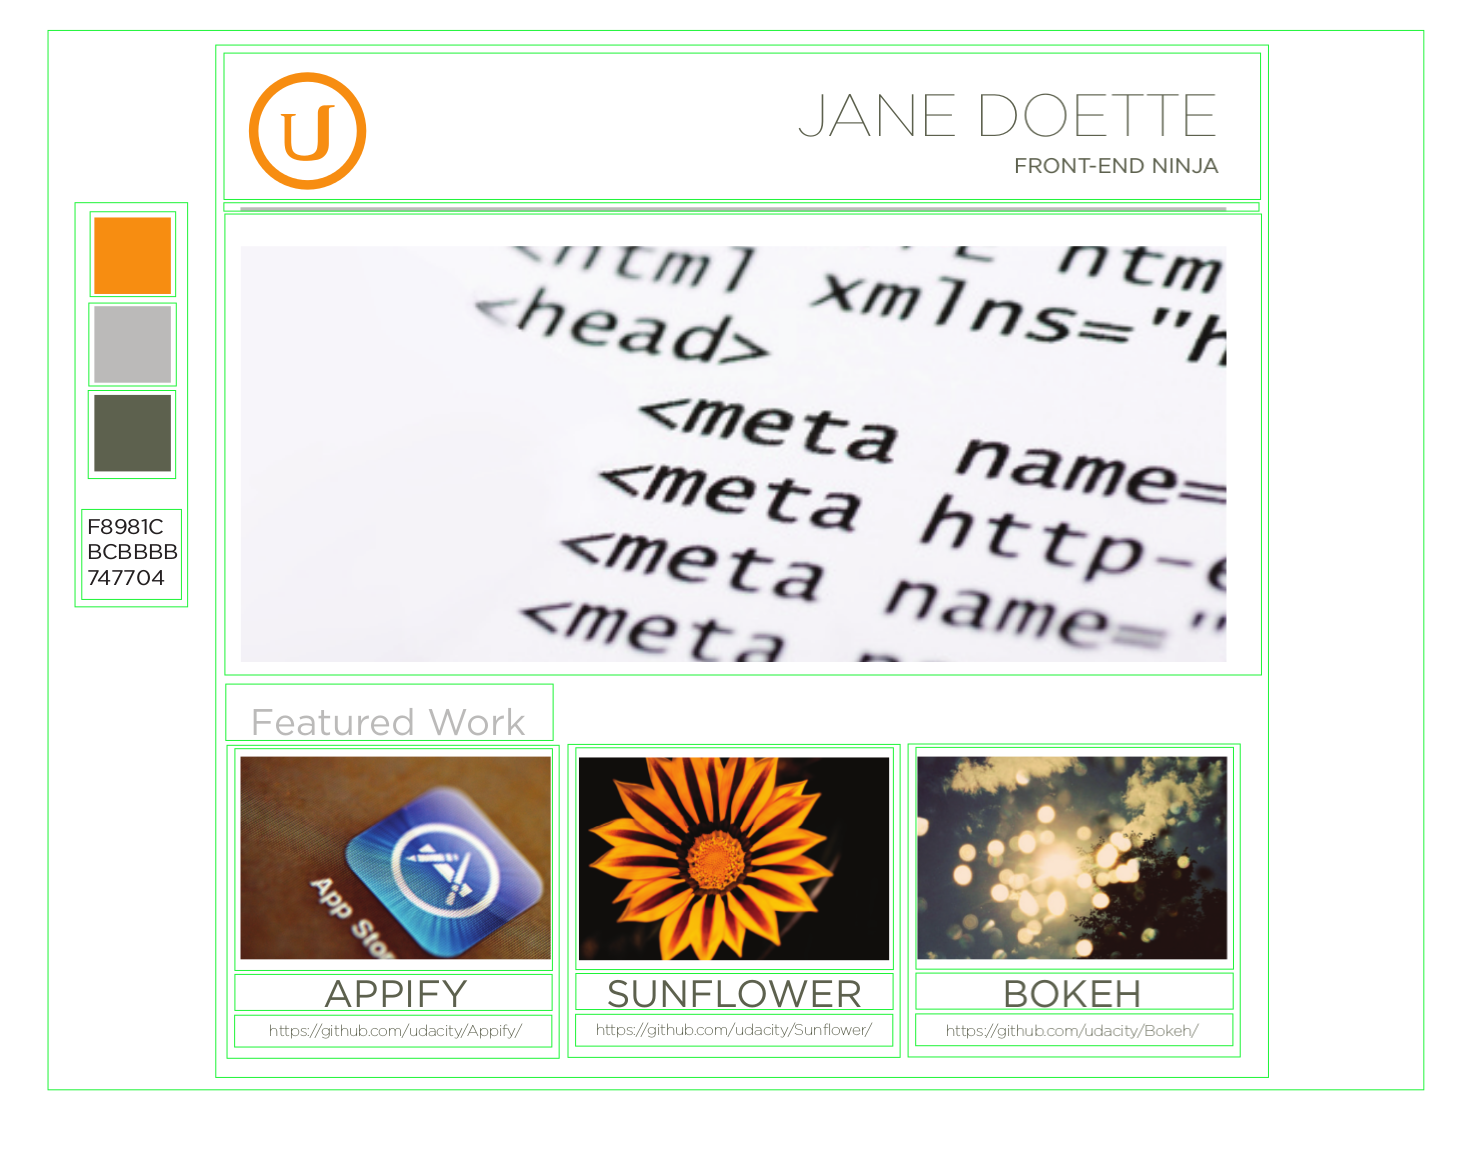 U
JANE DOETTE
FRONT-END NINJA
F8981C
BCBBBB
747704
<html
xmlns="h
<head>
<meta name=
<meta http-e
<meta name="
<meta
Featured Work
App Stor
APPIFY
https://github.com/udacity/Appify/
SUNFLOWER
https://github.com/udacity/Sunflower/
BOKEH
https://github.com/udacity/Bokeh/